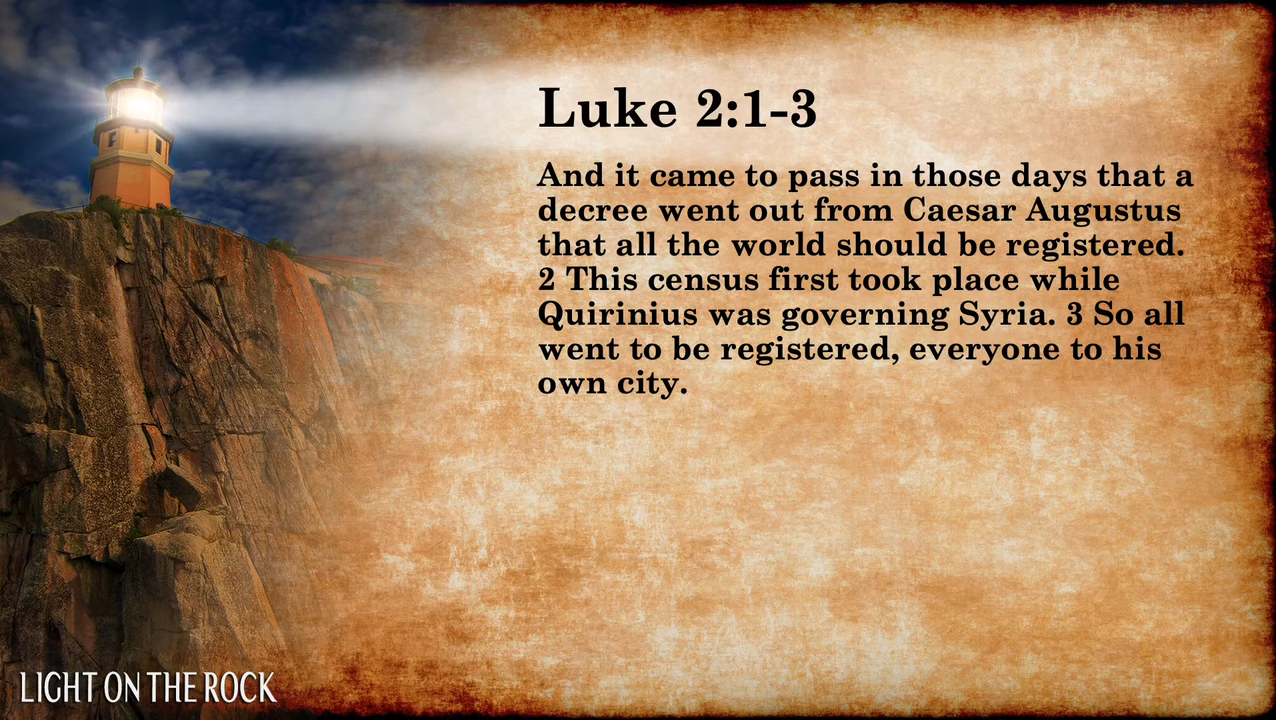 Luke 2:1-3
And it came to pass in those days that a
decree went out from Caesar Augustus
that all the world should be registered.
2 This census first took place while
Quirinius was governing Syria. 3 So all
went to be registered, everyone to his
own city.
LIGHT ON THE ROCK